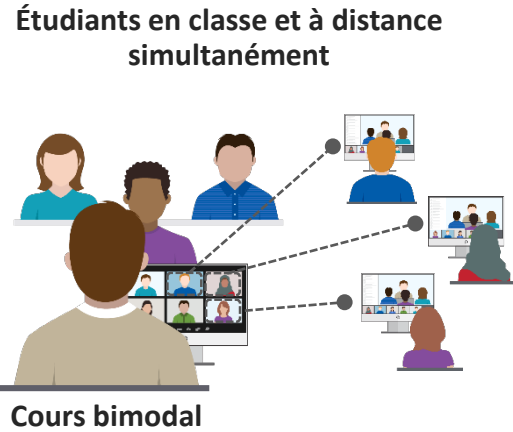 Étudiants en classe et à distance
simultanément
Cours bimodal